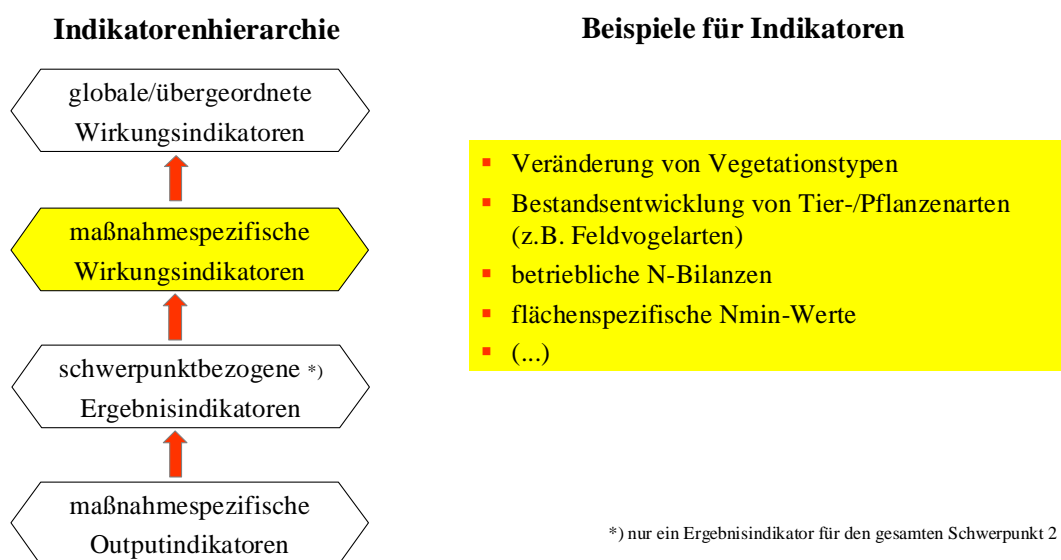 Indikatorenhierarchie
globale/übergeordnete
Wirkungsindikatoren
maßnahmespezifische
Wirkungsindikatoren
schwerpunktbezogene *)
Ergebnisindikatoren
maßnahmespezifische
Outputindikatoren
Beispiele für Indikatoren
▪ Veränderung von Vegetationstypen
▪ Bestandsentwicklung von Tier-/Pflanzenarten
(z.B. Feldvogelarten)
▪ betriebliche N-Bilanzen
▪ flächenspezifische Nmin-Werte
▪ (...)
*) nur ein Ergebnisindikator für den gesamten Schwerpunkt 2